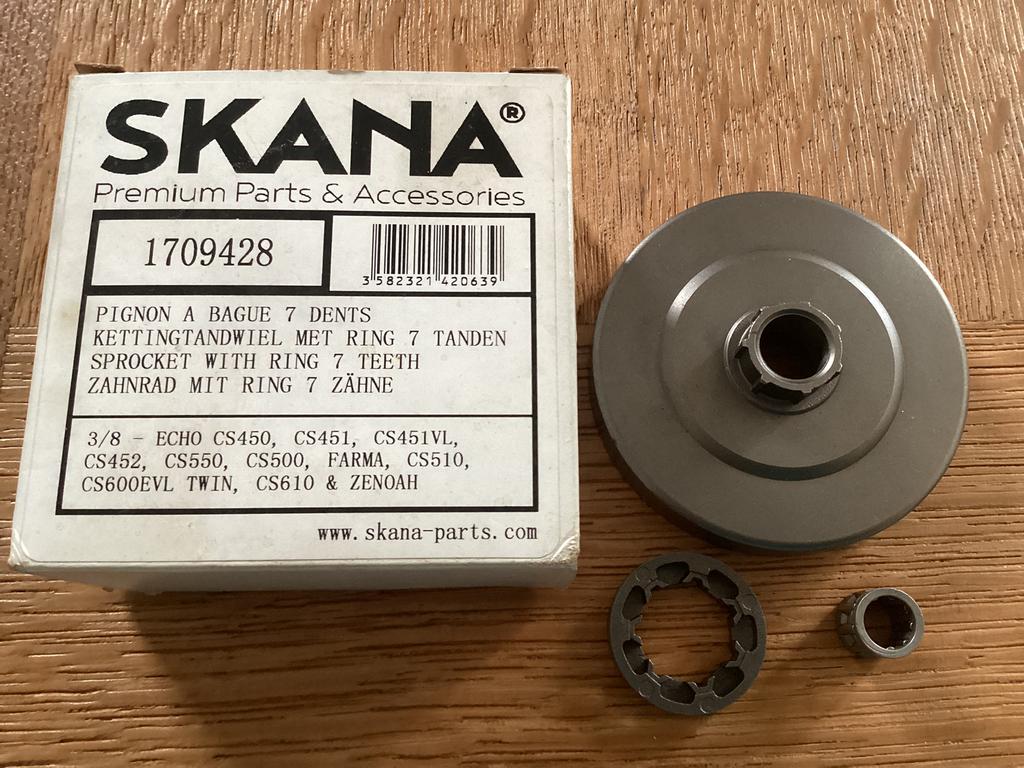 SKANA®
Premium Parts & Accessories
1709428
3 582321 420639
PIGNON A BAGUE 7 DENTS
KETTINGTANDWIEL MET RING 7 TANDEN
SPROCKET WITH RING 7 TEETH
ZAHNRAD MIT RING 7 ZÄHNE
3/8 - ECHO CS450, CS451, CS451VL,
CS452, CS550, CS500, FARMA, CS510,
CS600EVL TWIN, CS610 & ZENOAH
www.skana-parts.com